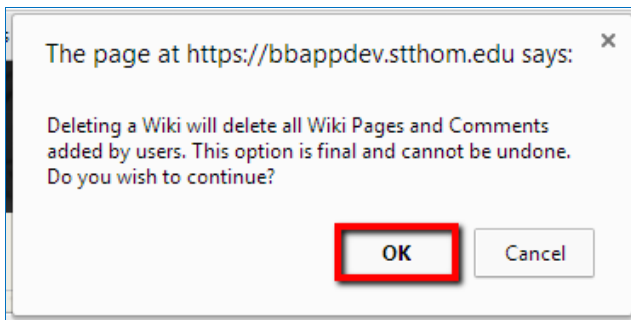 The page at https://bbappdev.stthom.edu says:
Deleting a Wiki will delete all Wiki Pages and Comments
added by users. This option is final and cannot be undone.
Do you wish to continue?
OK Cancel